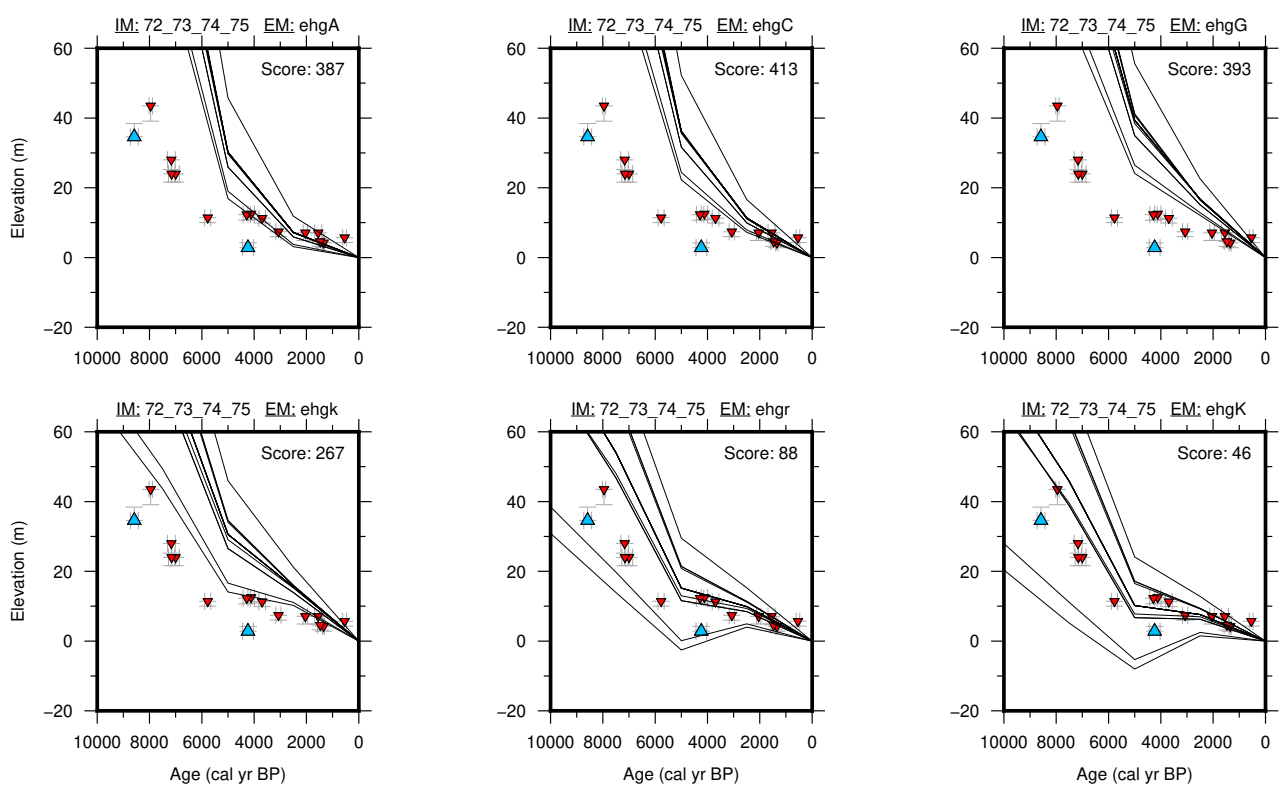 IM: 72_73_74_75 EM: ehgA
IM: 72_73_74_75 EM: ehgC
IM: 72_73_74_75 EM: ehgG
60
40
20
0
−20
Elevation (m)
Score: 387
10000 8000 6000 4000 2000 0
60
40
20
0
−20
Score: 413
10000 8000 6000 4000 2000 0
60
40
20
0
−20
Score: 393
10000 8000 6000 4000 2000 0
IM: 72_73_74_75 EM: ehgk
IM: 72_73_74_75 EM: ehgr
IM: 72_73_74_75 EM: ehgK
60
40
20
0
−20
Elevation (m)
Score: 267
10000 8000 6000 4000 2000 0
Age (cal yr BP)
60
40
20
0
−20
Score: 88
10000 8000 6000 4000 2000 0
Age (cal yr BP)
60
40
20
0
−20
Score: 46
10000 8000 6000 4000 2000 0
Age (cal yr BP)